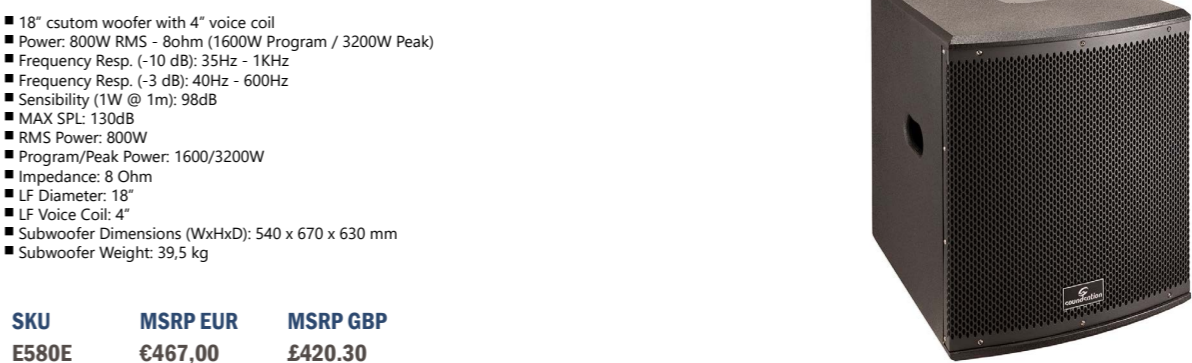 ■ 18” csutom woofer with 4” voice coil
■ Power: 800W RMS - 8ohm (1600W Program / 3200W Peak)
■ Frequency Resp. (-10 dB): 35Hz - 1KHz
■ Frequency Resp. (-3 dB): 40Hz - 600Hz
■ Sensibility (1W @ 1m): 98dB
■ MAX SPL: 130dB
■ RMS Power: 800W
■ Program/Peak Power: 1600/3200W
■ Impedance: 8 Ohm
■ LF Diameter: 18”
■ LF Voice Coil: 4”
■ Subwoofer Dimensions (WxHxD): 540 x 670 x 630 mm
■ Subwoofer Weight: 39,5 kg
soundsation
SKU MSRP EUR MSRP GBP
E580E €467,00 £420.30